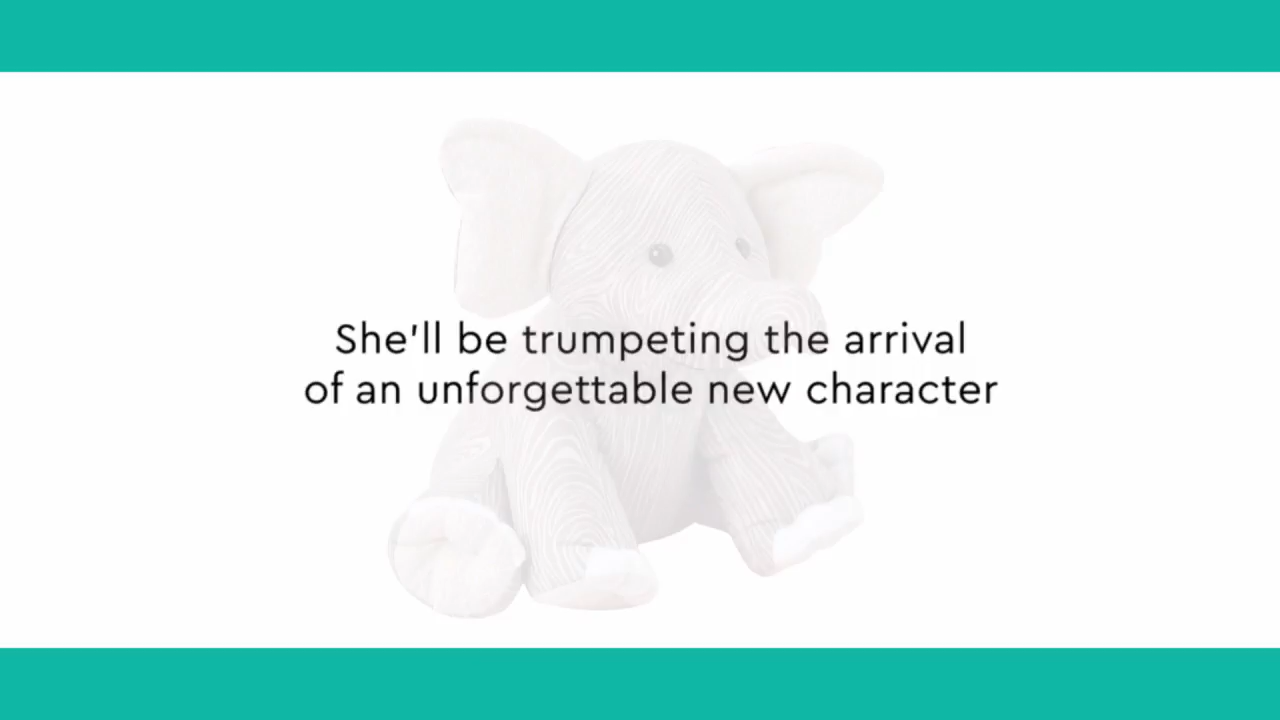 She'll be trumpeting the arrival
of an unforgettable new character